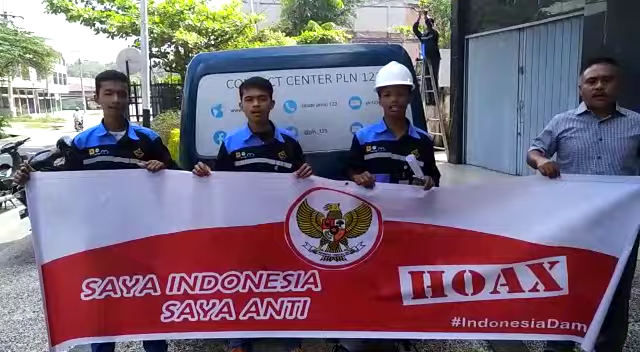 CONTACT CENTER PLN 123
SAYA INDONESIA
SAYA ANTI
HOAX
#IndonesiaDam